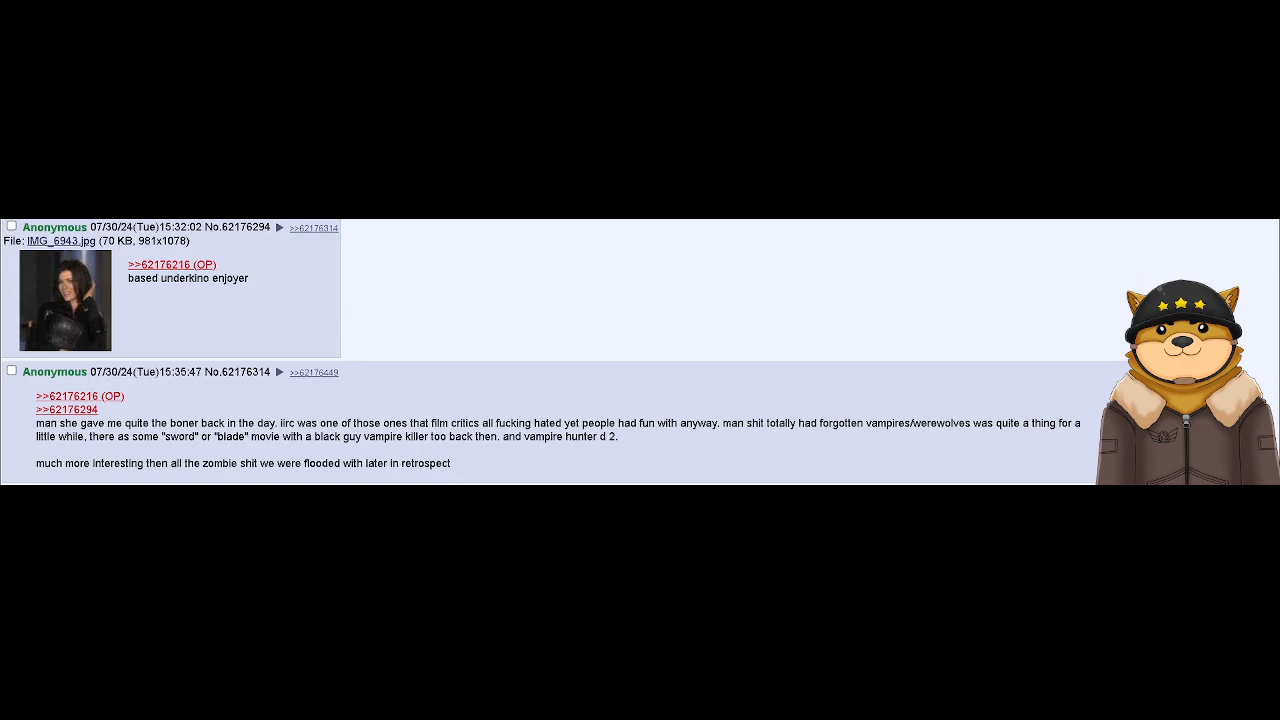 Anonymous 07/30/24(Tue)15:32:02 No.62176294 ▶ >>62176314
File: IMG_6943.jpg (70 KB, 981x1078)
>>62176216 (OP)
based underkino enjoyer
Anonymous 07/30/24(Tue)15:35:47 No.62176314 ▶ >>62176449
>>62176216 (OP)
>>62176294
man she gave me quite the boner back in the day. iirc was one of those ones that film critics all fucking hated yet people had fun with anyway. man shit totally had forgotten vampires/werewolves was quite a thing for a
little while, there as some "sword" or "blade" movie with a black guy vampire killer too back then. and vampire hunter d 2.
much more interesting then all the zombie shit we were flooded with later in retrospect